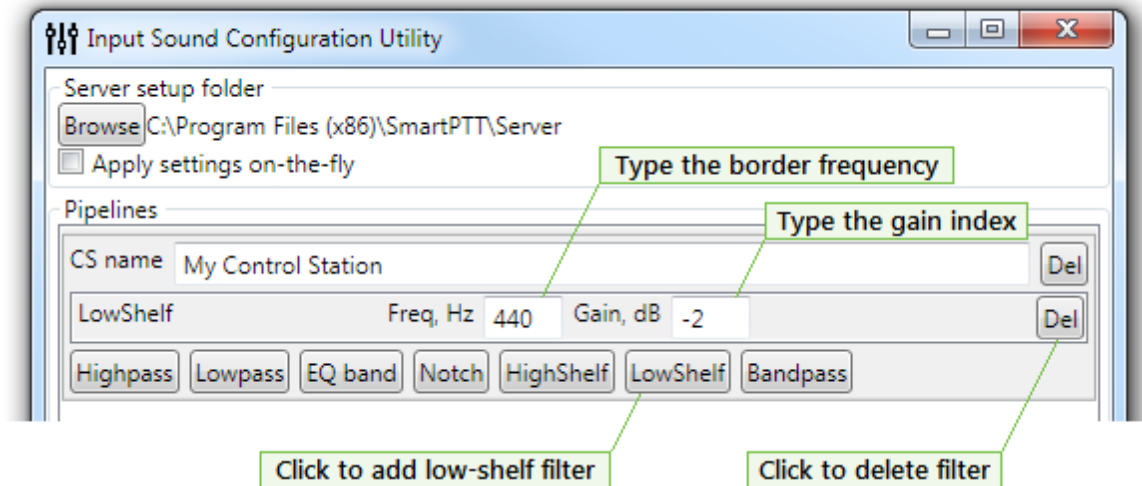 Input Sound Configuration Utility
Server setup folder
Browse C:\Program Files (x86)\SmartPTT\Server
Apply settings on-the-fly
Type the border frequency
Pipelines
Type the gain index
CS name My Control Station Del
LowShelf Freq, Hz 440 Gain, dB -2 Del
Highpass Lowpass EQ band Notch HighShelf LowShelf Bandpass
Click to add low-shelf filter Click to delete filter